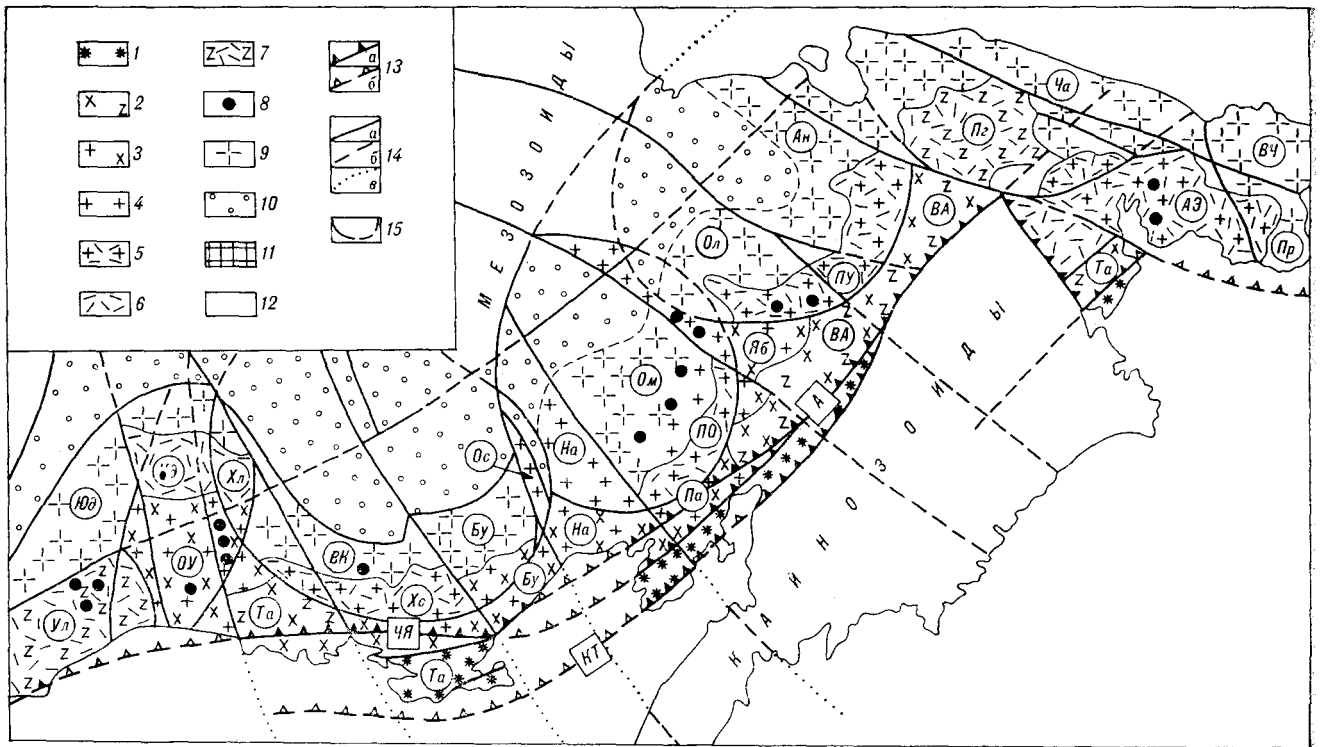 1
2
3
4
5
6
7
8
9
10
11
12
а
б
13
а
б
в
14
15
МЕЗОЗОИДЫ
КАЙНОЗОИДЫ
Ча
Пг
ВЧ
Ан
АЭ
ВА
Пр
Ол
Та
ПУ
ВА
Яб
Ом
А
ПО
На
Ос
Па
Хл
Юд
Бу
На
ОУ
ВК
Бу
Хс
Та
Ул
ЧЯ
КТ
Та